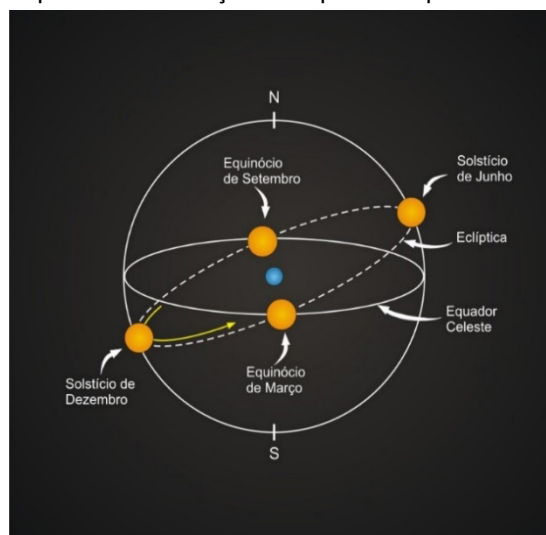 N
Equinócio
de Setembro
Solstício
de Junho
Eclíptica
Equador
Celeste
Solstício de
Dezembro
Equinócio
de Março
S